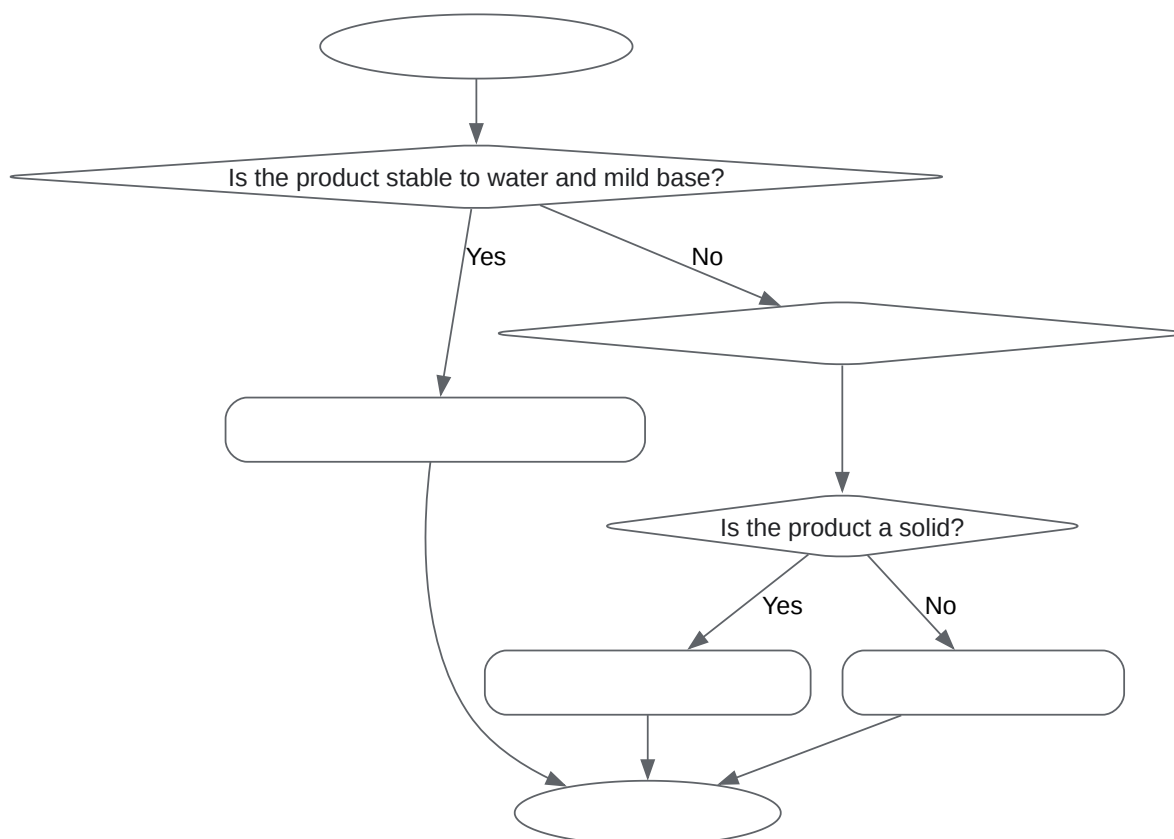 Is the product stable to water and mild base?
Yes
No
Is the product a solid?
Yes
No